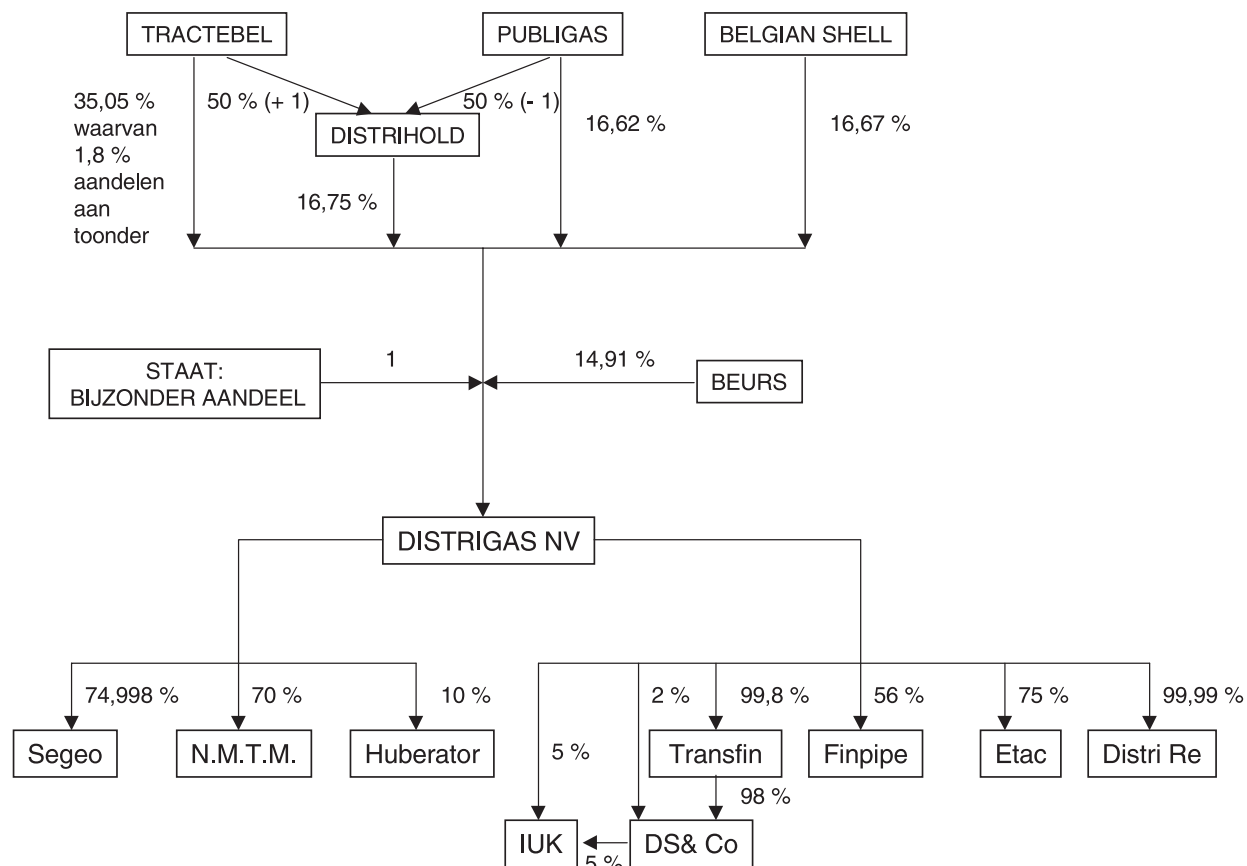 TRACTEBEL
PUBLIGAS
BELGIAN SHELL
35,05 %
waarvan
1,8 %
aandelen
aan
toonder
50 % (+ 1)
50 % (- 1)
DISTRIHOLD
16,62 %
16,67 %
16,75 %
STAAT:
BIJZONDER AANDEEL
1
14,91 %
BEURS
DISTRIGAS NV
74,998 %
70 %
10 %
2 %
99,8 %
56 %
75 %
99,99 %
Segeo
N.M.T.M.
Huberator
5 %
Transfin
Finpipe
Etac
Distri Re
98 %
IUK
DS& Co
5 %